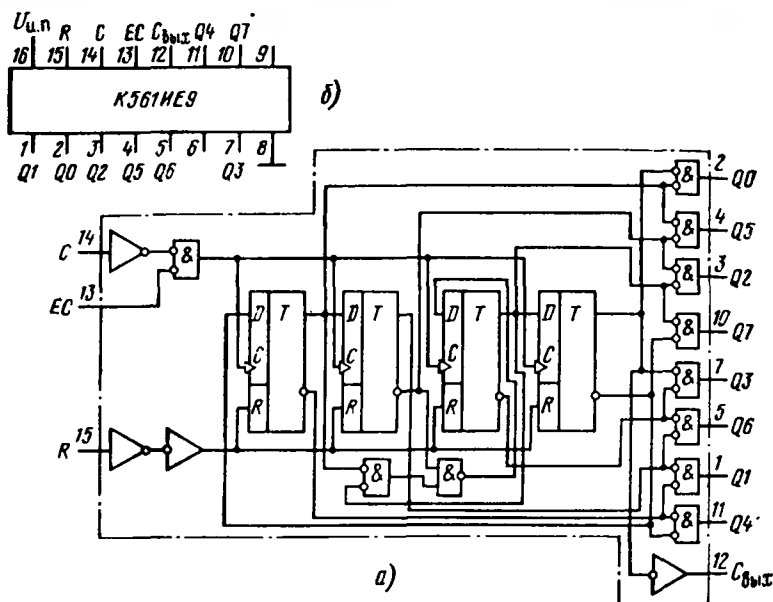 Uи.п R C EC Cвых Q4 Q7
16 15 14 13 12 11 10 9
К561ИЕ9
б)
1 2 3 4 5 6 7 8
Q1 Q0 Q2 Q5 Q6 Q3
C 14
&
EC 13
D T
C
R
D T
C
R
D T
C
R
D T
C
R
R 15
&
&
& 2 Q0
& 4 Q5
& 3 Q2
& 10 Q7
& 7 Q3
& 5 Q6
& 1 Q1
& 11 Q4
12 Cвых
а)